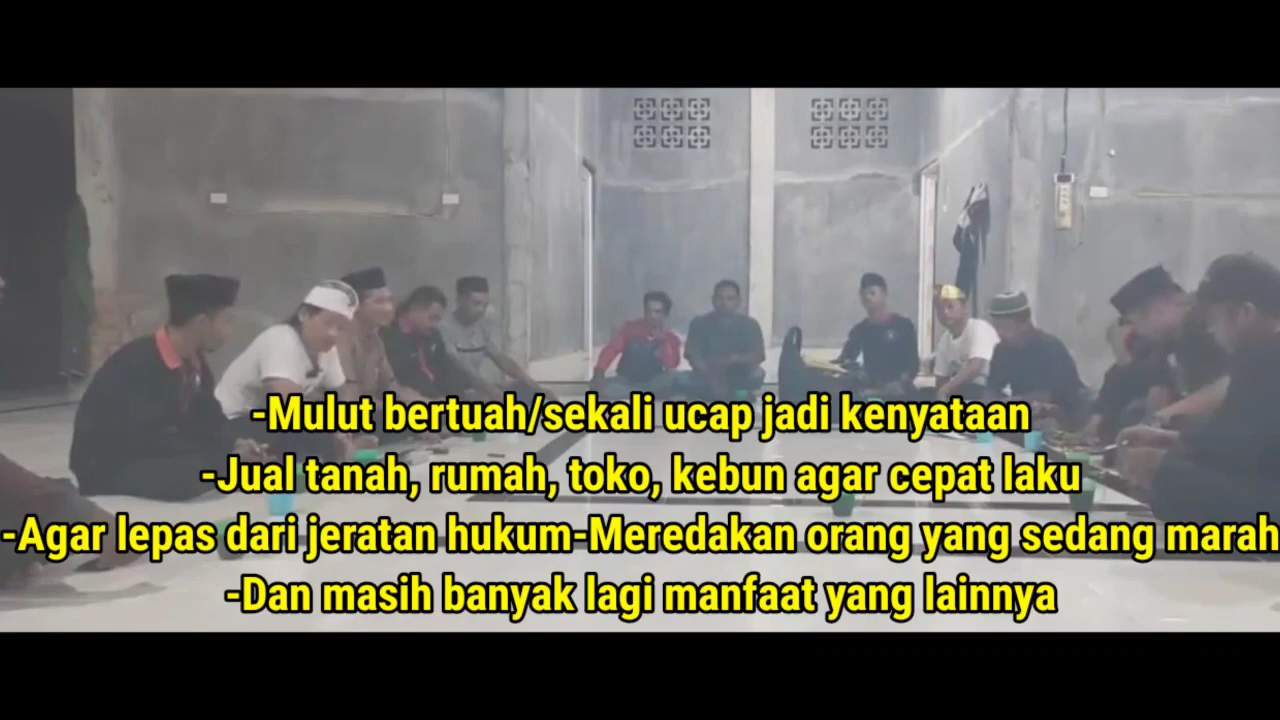 -Mulut bertuah/sekali ucap jadi kenyataan
-Jual tanah, rumah, toko, kebun agar cepat laku
-Agar lepas dari jeratan hukum-Meredakan orang yang sedang marah
-Dan masih banyak lagi manfaat yang lainnya